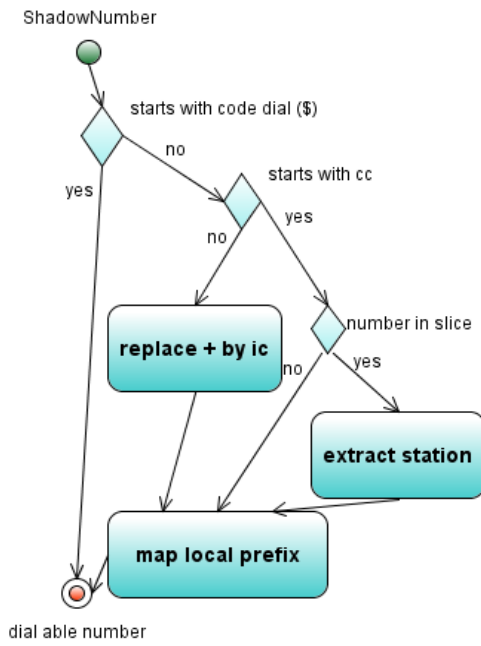 ShadowNumber
starts with code dial ($)
no
starts with cc
yes
yes
no
number in slice
replace + by ic
no
yes
extract station
map local prefix
dial able number